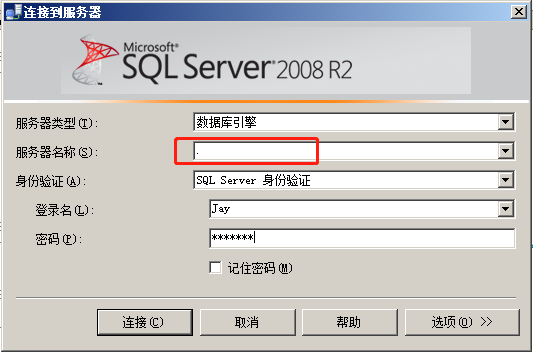 连接到服务器
Microsoft®
SQL Server® 2008 R2
服务器类型(T): 数据库引擎
服务器名称(S): .
身份验证(A): SQL Server 身份验证
登录名(L): Jay
密码(P): *******
记住密码(M)
连接(C) 取消 帮助 选项(O) >>